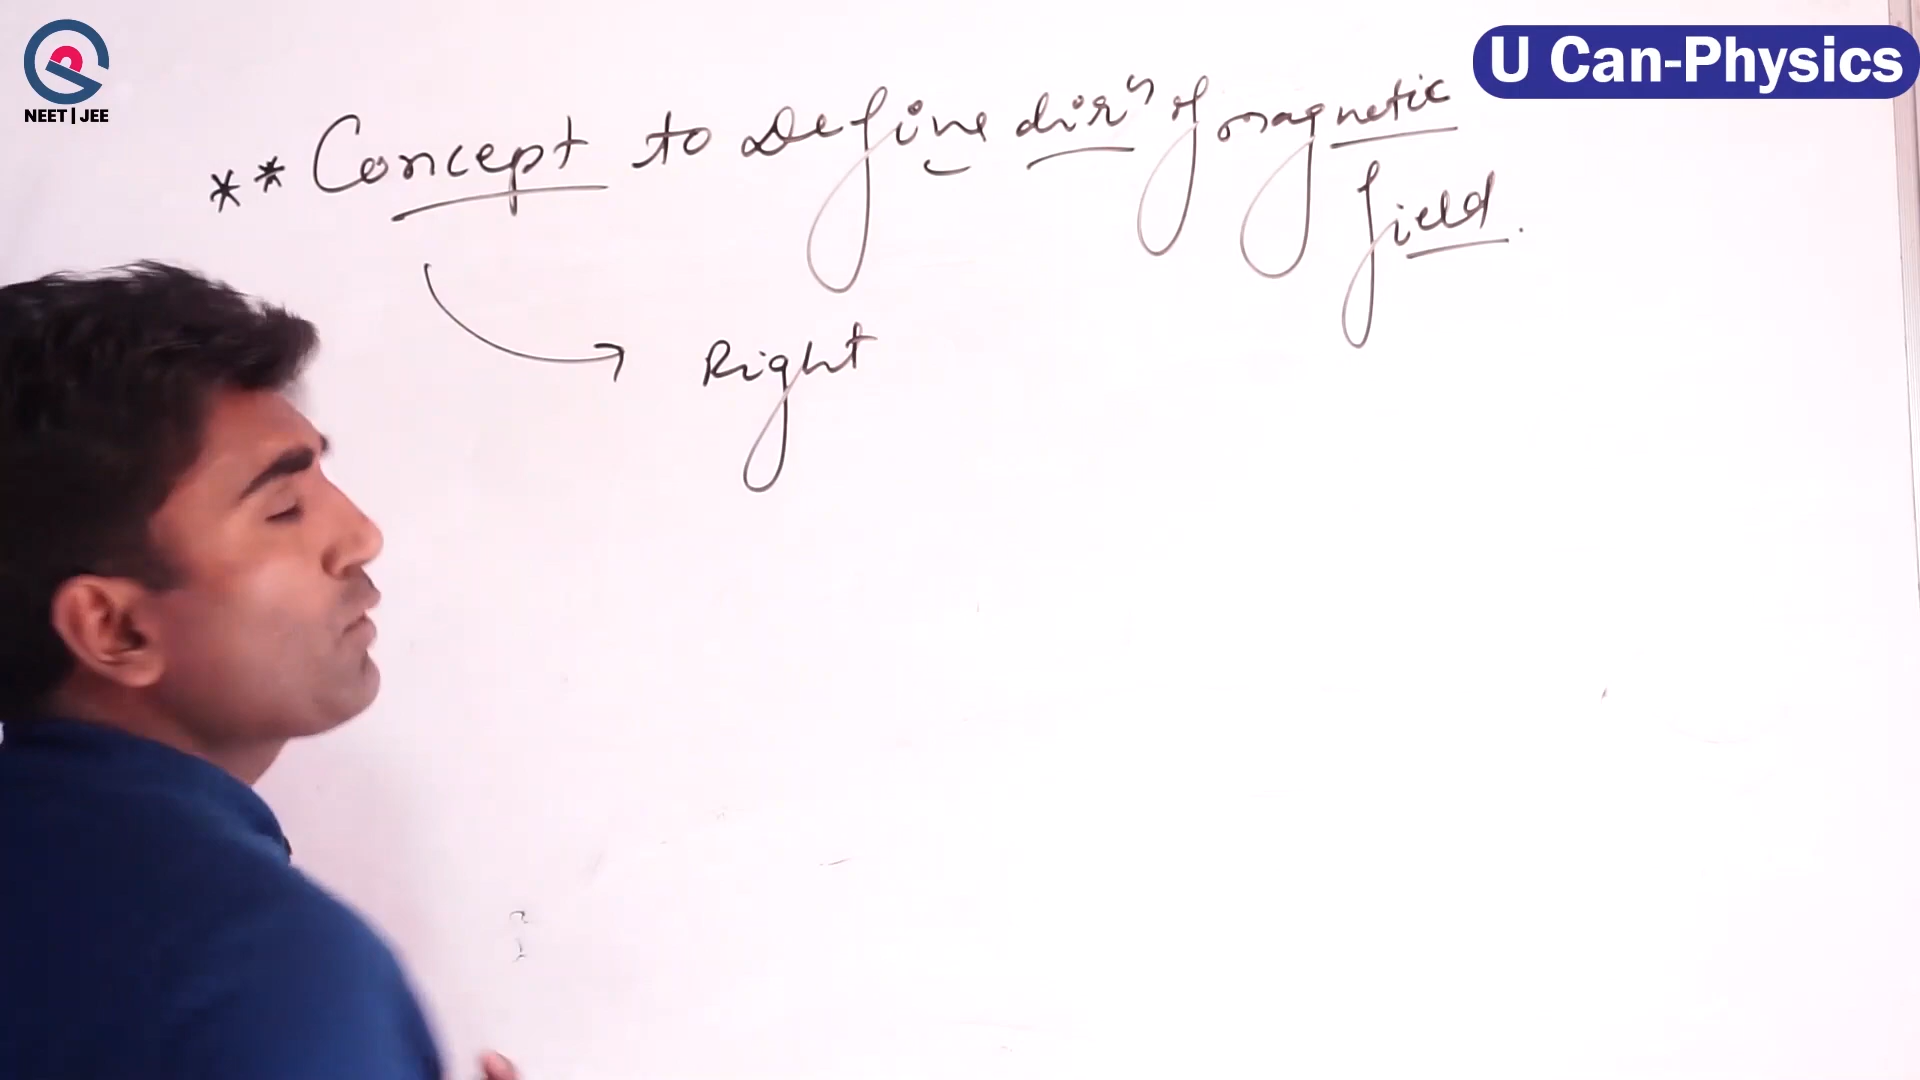 NEET|JEE
U Can-Physics
** Concept to Define dirⁿ of magnetic
field.
Right